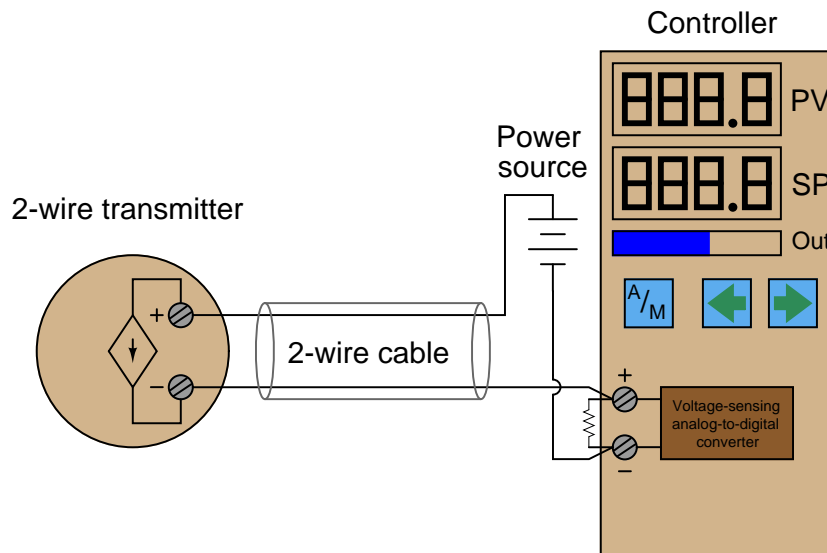 Controller
888.8 PV
Power
source
888.8 SP
2-wire transmitter
Out
A/M
+
2-wire cable
−
+
Voltage-sensing
analog-to-digital
converter
−